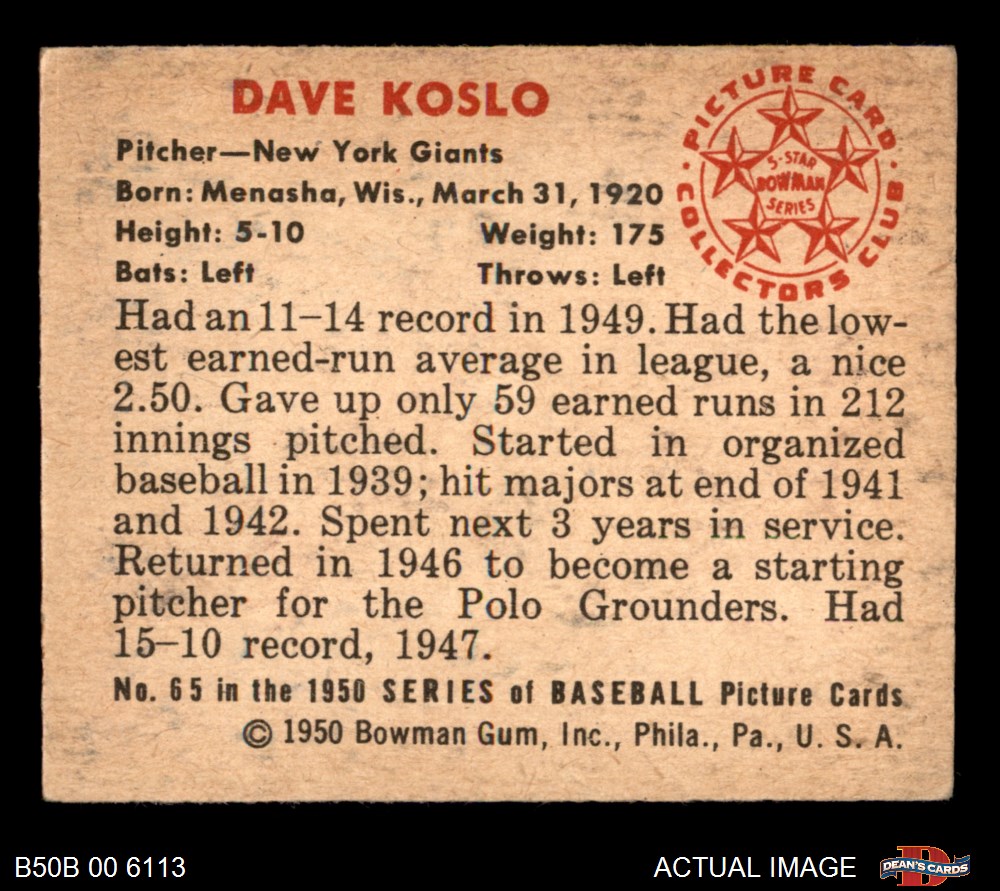 DAVE KOSLO
Pitcher—New York Giants
Born: Menasha, Wis., March 31, 1920
Height: 5-10 Weight: 175
Bats: Left Throws: Left
PICTURE CARD
COLLECTORS CLUB
5-STAR
BOWMAN
SERIES
Had an 11–14 record in 1949. Had the low-
est earned-run average in league, a nice
2.50. Gave up only 59 earned runs in 212
innings pitched. Started in organized
baseball in 1939; hit majors at end of 1941
and 1942. Spent next 3 years in service.
Returned in 1946 to become a starting
pitcher for the Polo Grounders. Had
15–10 record, 1947.
No. 65 in the 1950 SERIES of BASEBALL Picture Cards
© 1950 Bowman Gum, Inc., Phila., Pa., U. S. A.
B50B 00 6113
ACTUAL IMAGE
DEAN'S CARDS